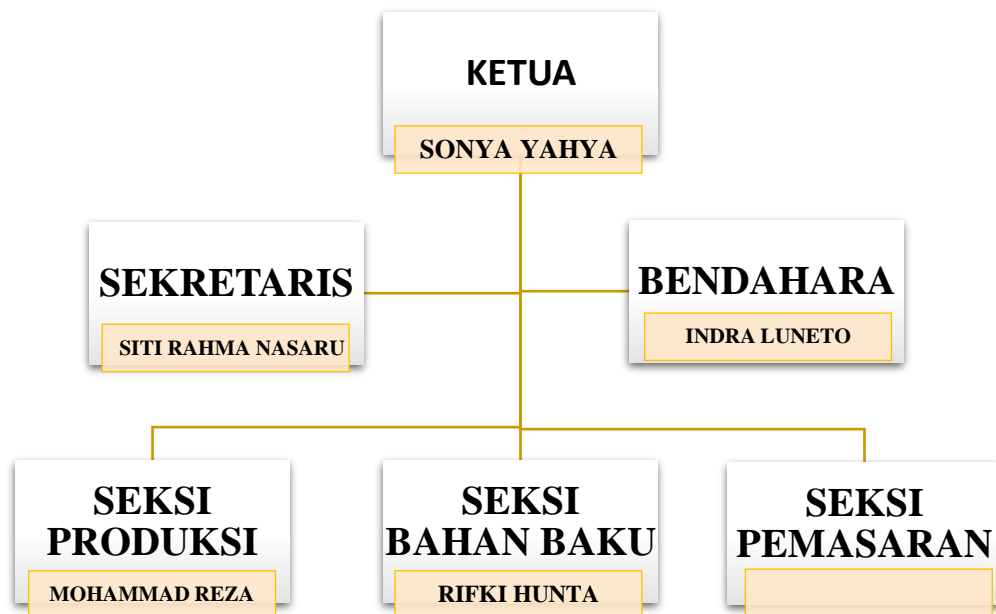 KETUA
SONYA YAHYA
SEKRETARIS
SITI RAHMA NASARU
BENDAHARA
INDRA LUNETO
SEKSI
PRODUKSI
MOHAMMAD REZA
SEKSI
BAHAN BAKU
RIFKI HUNTA
SEKSI
PEMASARAN